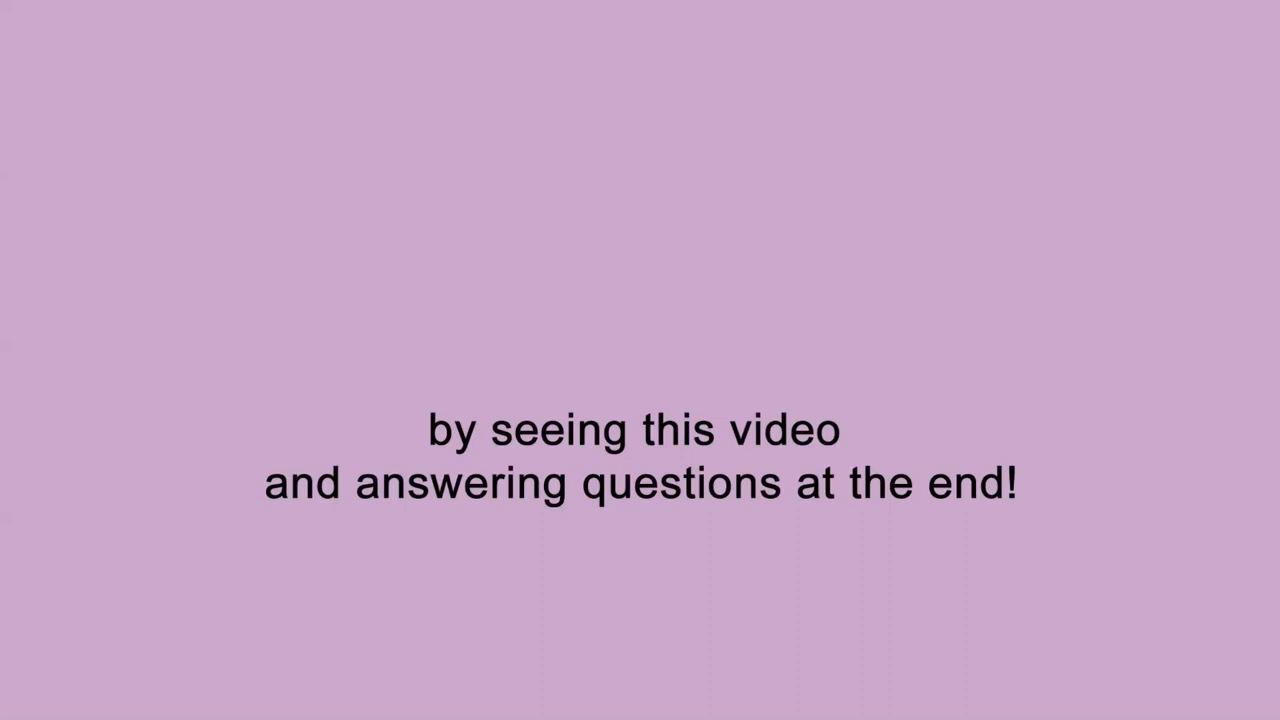 by seeing this video
and answering questions at the end!